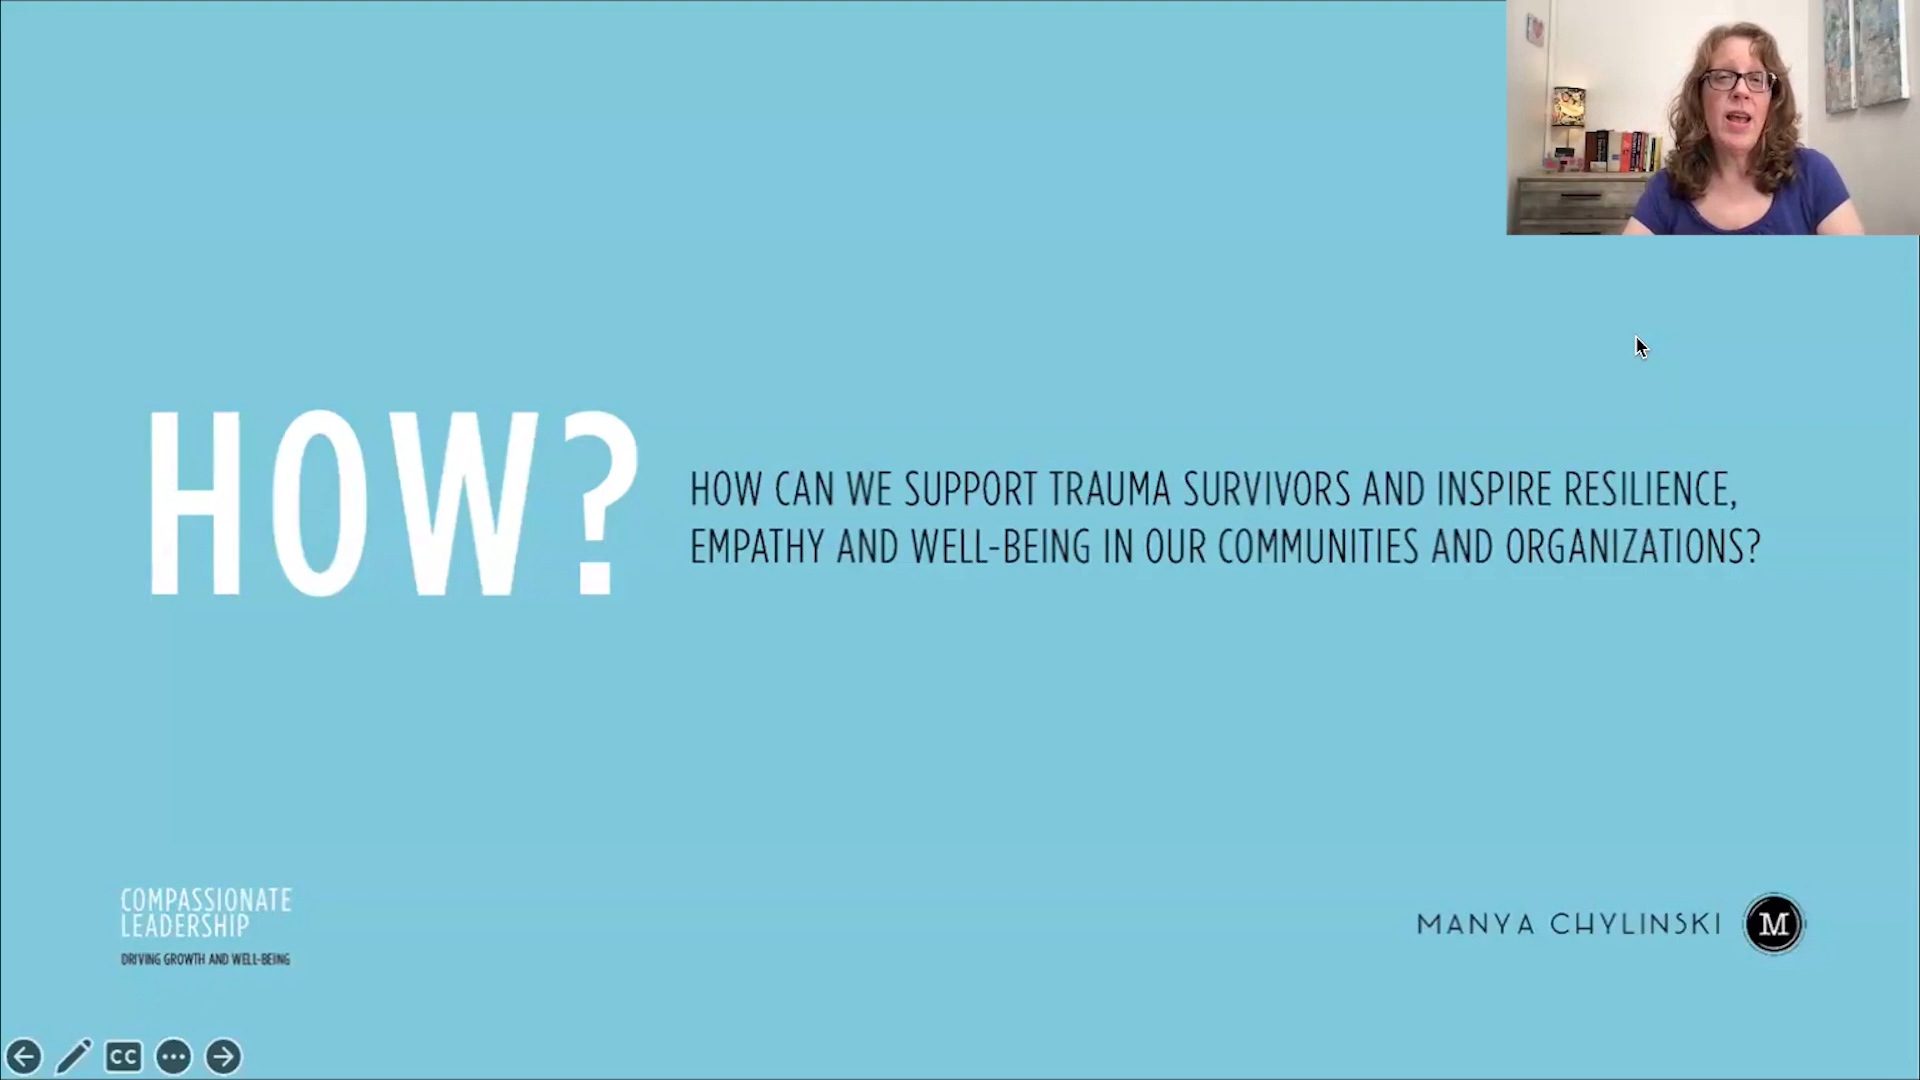 HOW?
HOW CAN WE SUPPORT TRAUMA SURVIVORS AND INSPIRE RESILIENCE,
EMPATHY AND WELL-BEING IN OUR COMMUNITIES AND ORGANIZATIONS?
COMPASSIONATE
LEADERSHIP
DRIVING GROWTH AND WELL-BEING
MANYA CHYLINSKI
M
CC